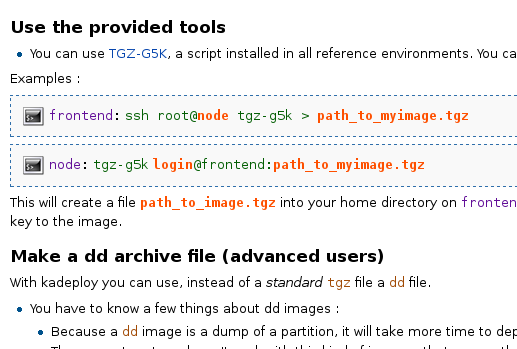 Use the provided tools
You can use TGZ-G5K, a script installed in all reference environments. You ca
Examples :
frontend: ssh root@node tgz-g5k > path_to_myimage.tgz
node: tgz-g5k login@frontend:path_to_myimage.tgz
This will create a file path_to_image.tgz into your home directory on fronten
key to the image.
Make a dd archive file (advanced users)
With kadeploy you can use, instead of a standard tgz file a dd file.
You have to know a few things about dd images :
Because a dd image is a dump of a partition, it will take more time to dep